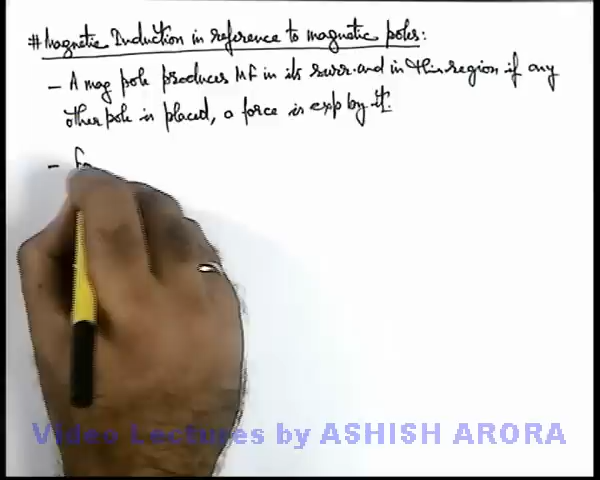 # Magnetic Induction in reference to magnetic poles:
– A mag pole produces MF in its surr. and in this region if any
other pole is placed, a force is exp by it.
– Fo
Video Lectures by ASHISH ARORA